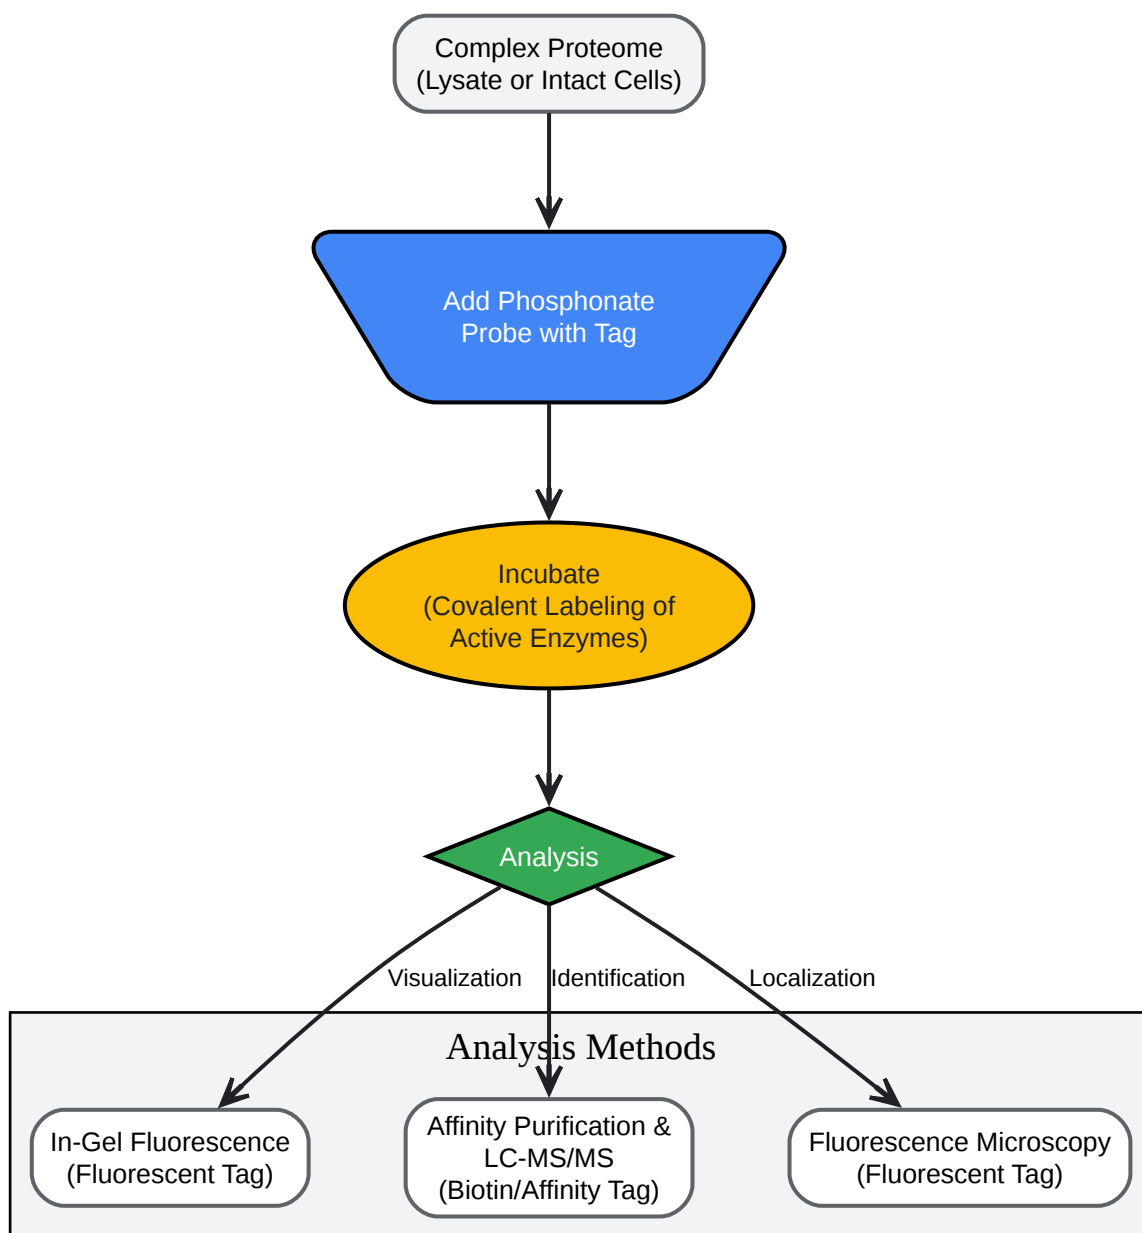 Complex Proteome
(Lysate or Intact Cells)
Add Phosphonate
Probe with Tag
Incubate
(Covalent Labeling of
Active Enzymes)
Analysis
Visualization
Identification
Localization
Analysis Methods
In-Gel Fluorescence
(Fluorescent Tag)
Affinity Purification &
LC-MS/MS
(Biotin/Affinity Tag)
Fluorescence Microscopy
(Fluorescent Tag)